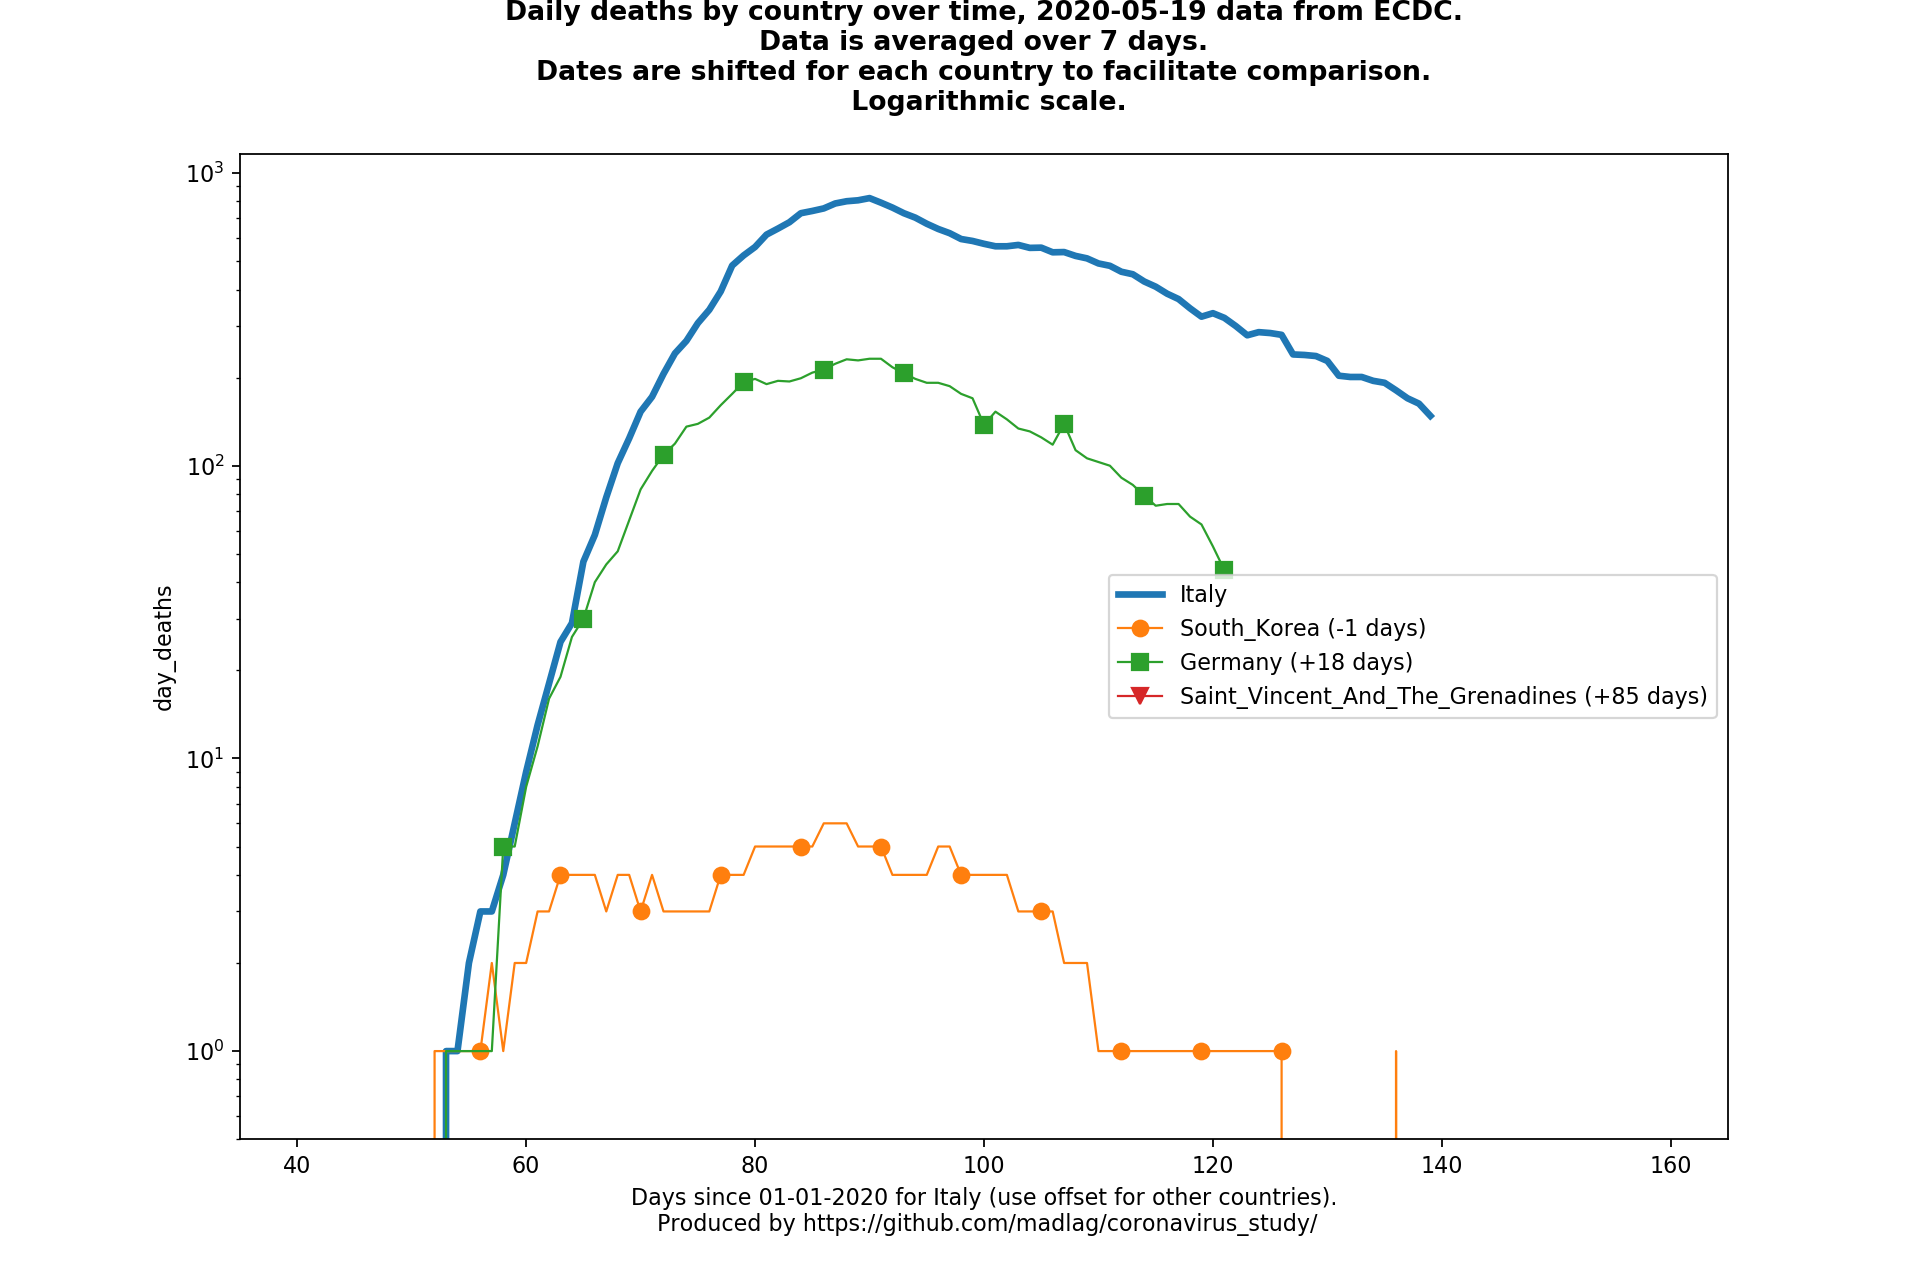 Daily deaths by country over time, 2020-05-19 data from ECDC.
Data is averaged over 7 days.
Dates are shifted for each country to facilitate comparison.
Logarithmic scale.
10³
10²
10¹
10⁰
day_deaths
Italy
South_Korea (-1 days)
Germany (+18 days)
Saint_Vincent_And_The_Grenadines (+85 days)
40 60 80 100 120 140 160
Days since 01-01-2020 for Italy (use offset for other countries).
Produced by https://github.com/madlag/coronavirus_study/